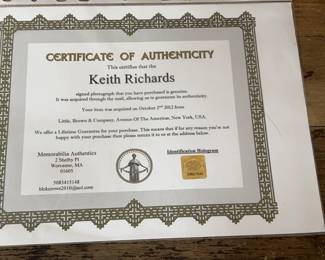 CERTIFICATE OF AUTHENTICITY
This certifies that the
Keith Richards
signed photograph that you have purchased is genuine.
It was acquired through the mail, allowing us to guarantee its authenticity.
Your item was acquired on October 2nd 2012 from
Little, Brown & Company, Avenue Of The Americas, New York, USA.
We offer a Lifetime Guarantee for your purchase. This means that if for any reason you're not
happy with your purchase then please return it to us at the address below.
Memorabilia Authentics
2 Shelby Pl
Worcester, MA
01605
5083415148
Identification Hologram